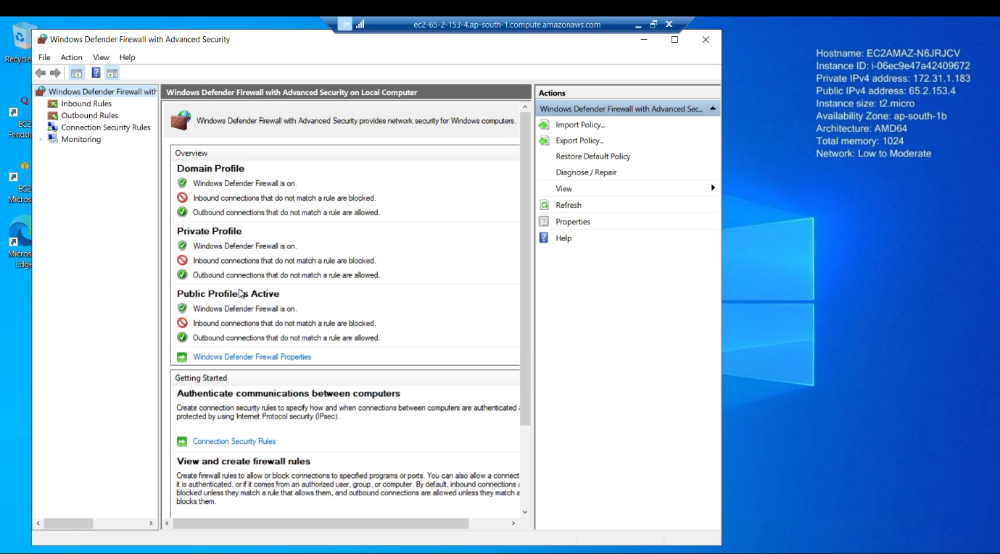 ec2-65-2-153-4.ap-south-1.compute.amazonaws.com
Windows Defender Firewall with Advanced Security
File Action View Help
Recycle
EC2
Feedba
EC2
Micros
Micros
Edge
Windows Defender Firewall with
Inbound Rules
Outbound Rules
Connection Security Rules
Monitoring
Windows Defender Firewall with Advanced Security on Local Computer
Windows Defender Firewall with Advanced Security provides network security for Windows computers.
Overview
Domain Profile
Windows Defender Firewall is on.
Inbound connections that do not match a rule are blocked.
Outbound connections that do not match a rule are allowed.
Private Profile
Windows Defender Firewall is on.
Inbound connections that do not match a rule are blocked.
Outbound connections that do not match a rule are allowed.
Public Profile is Active
Windows Defender Firewall is on.
Inbound connections that do not match a rule are blocked.
Outbound connections that do not match a rule are allowed.
Windows Defender Firewall Properties
Getting Started
Authenticate communications between computers
Create connection security rules to specify how and when connections between computers are authenticated
protected by using Internet Protocol security (IPsec).
Connection Security Rules
View and create firewall rules
Create firewall rules to allow or block connections to specified programs or ports. You can also allow a connect
it is authenticated, or if it comes from an authorized user, group, or computer. By default, inbound connections
blocked unless they match a rule that allows them, and outbound connections are allowed unless they match a
blocks them.
Actions
Windows Defender Firewall with Advanced Sec...
Import Policy...
Export Policy...
Restore Default Policy
Diagnose / Repair
View
Refresh
Properties
Help
Hostname: EC2AMAZ-N6JRJCV
Instance ID: i-06ec9e47a42409672
Private IPv4 address: 172.31.1.183
Public IPv4 address: 65.2.153.4
Instance size: t2.micro
Availability Zone: ap-south-1b
Architecture: AMD64
Total memory: 1024
Network: Low to Moderate